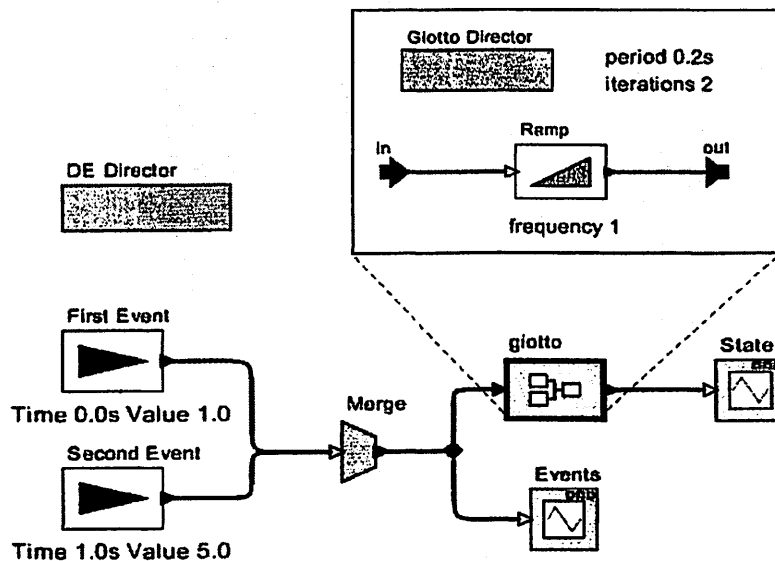 Giotto Director
period 0.2s
iterations 2
Ramp
in
out
frequency 1
DE Director
First Event
Time 0.0s Value 1.0
Second Event
Time 1.0s Value 5.0
Merge
giotto
State
Events